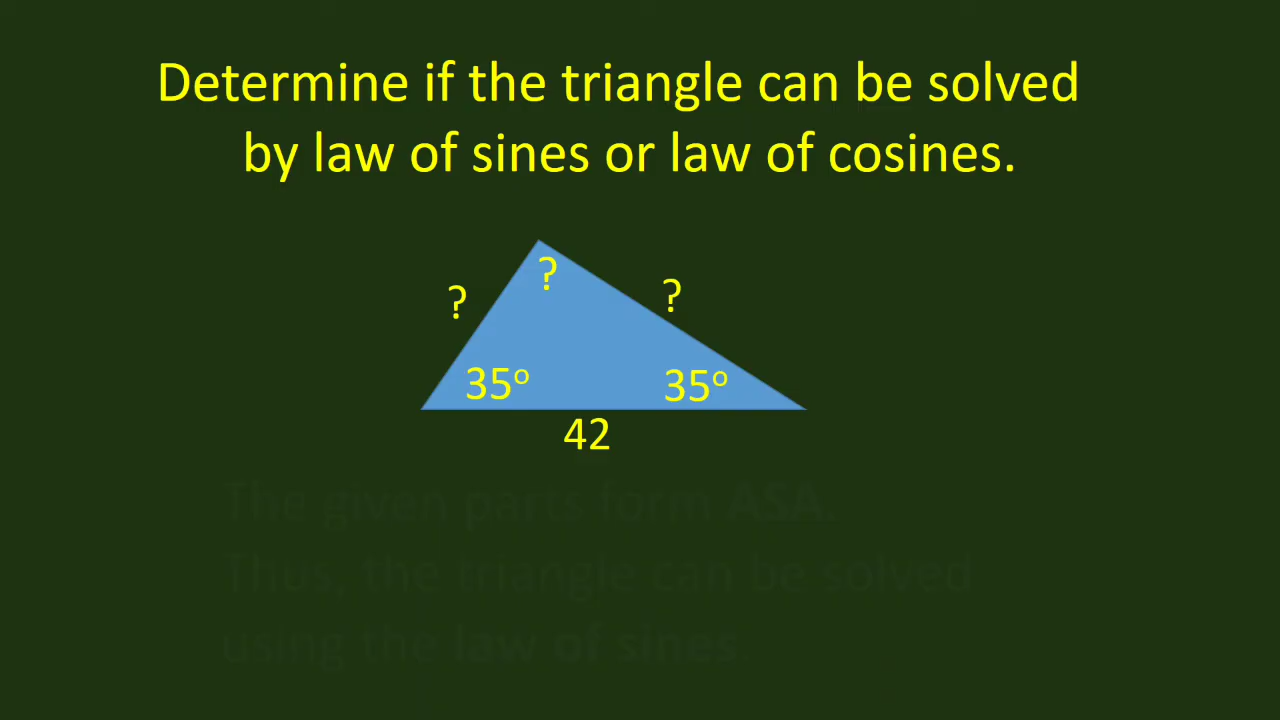 Determine if the triangle can be solved
by law of sines or law of cosines.
?
? ?
35° 35°
42
The given parts form ASA.
Thus, the triangle can be solved
using the law of sines.